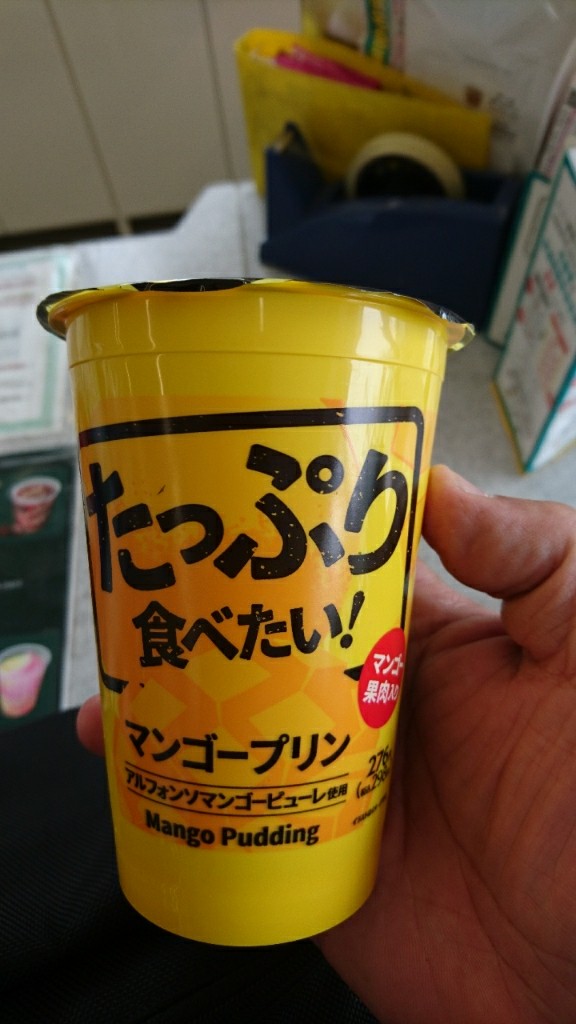 たっぷり
食べたい!
マンゴー
果肉入り
マンゴープリン
アルフォンソマンゴーピューレ使用
Mango Pudding